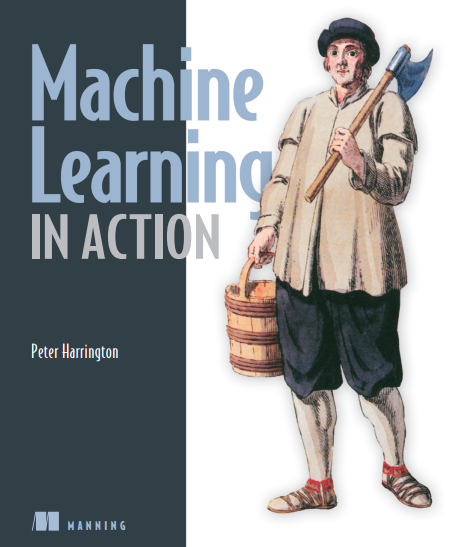 Machine
Learning
IN ACTION
Peter Harrington
MANNING